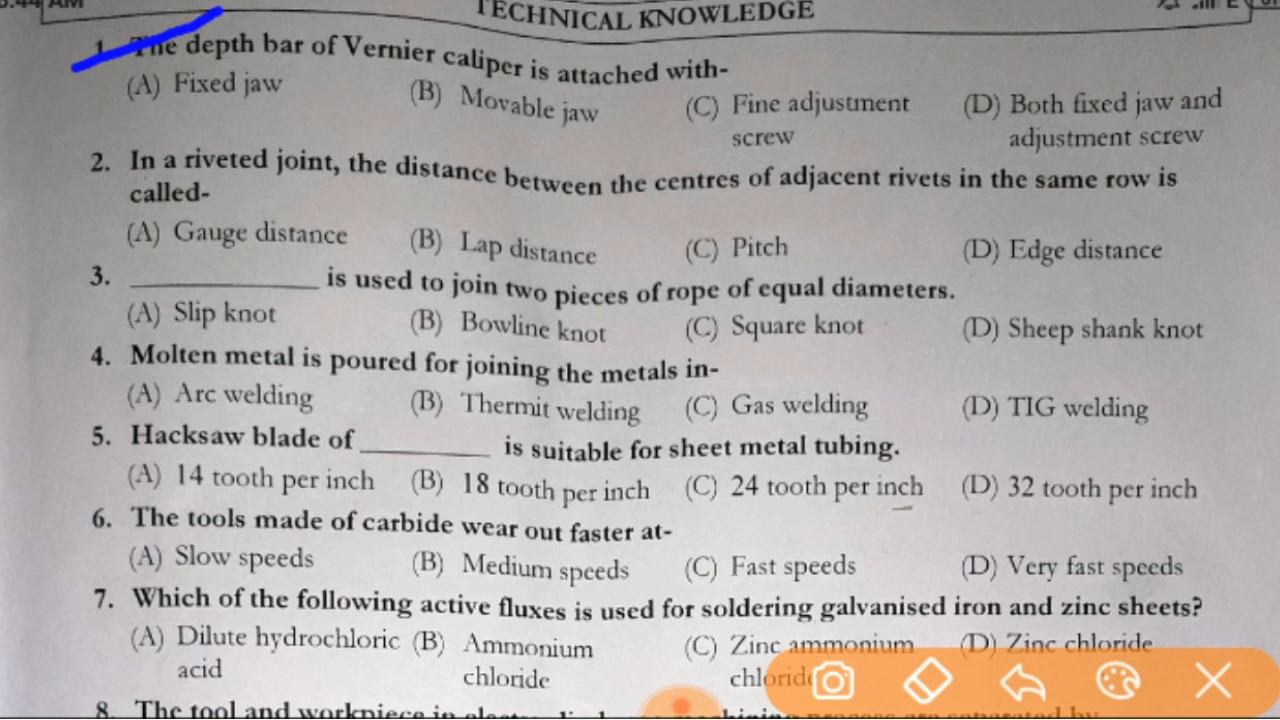 TECHNICAL KNOWLEDGE
1. The depth bar of Vernier caliper is attached with-
(A) Fixed jaw (B) Movable jaw (C) Fine adjustment screw (D) Both fixed jaw and adjustment screw
2. In a riveted joint, the distance between the centres of adjacent rivets in the same row is
called-
(A) Gauge distance (B) Lap distance (C) Pitch (D) Edge distance
3. ____________ is used to join two pieces of rope of equal diameters.
(A) Slip knot (B) Bowline knot (C) Square knot (D) Sheep shank knot
4. Molten metal is poured for joining the metals in-
(A) Arc welding (B) Thermit welding (C) Gas welding (D) TIG welding
5. Hacksaw blade of ________ is suitable for sheet metal tubing.
(A) 14 tooth per inch (B) 18 tooth per inch (C) 24 tooth per inch (D) 32 tooth per inch
6. The tools made of carbide wear out faster at-
(A) Slow speeds (B) Medium speeds (C) Fast speeds (D) Very fast speeds
7. Which of the following active fluxes is used for soldering galvanised iron and zinc sheets?
(A) Dilute hydrochloric acid (B) Ammonium chloride (C) Zinc ammonium chloride (D) Zinc chloride
8. The tool and workpiece in